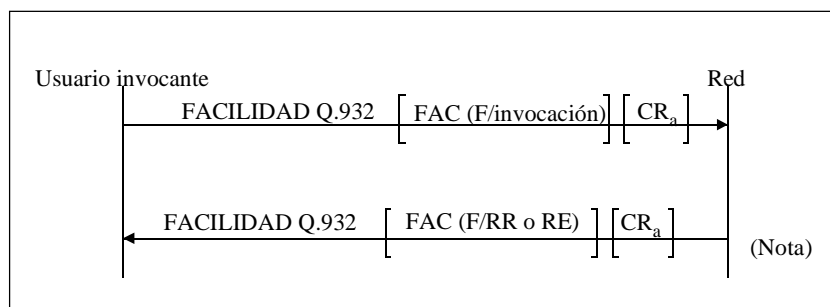 Usuario invocante Red
FACILIDAD Q.932 [ FAC (F/invocación) ] [ CRa ]
FACILIDAD Q.932 [ FAC (F/RR o RE) ] [ CRa ]
(Nota)